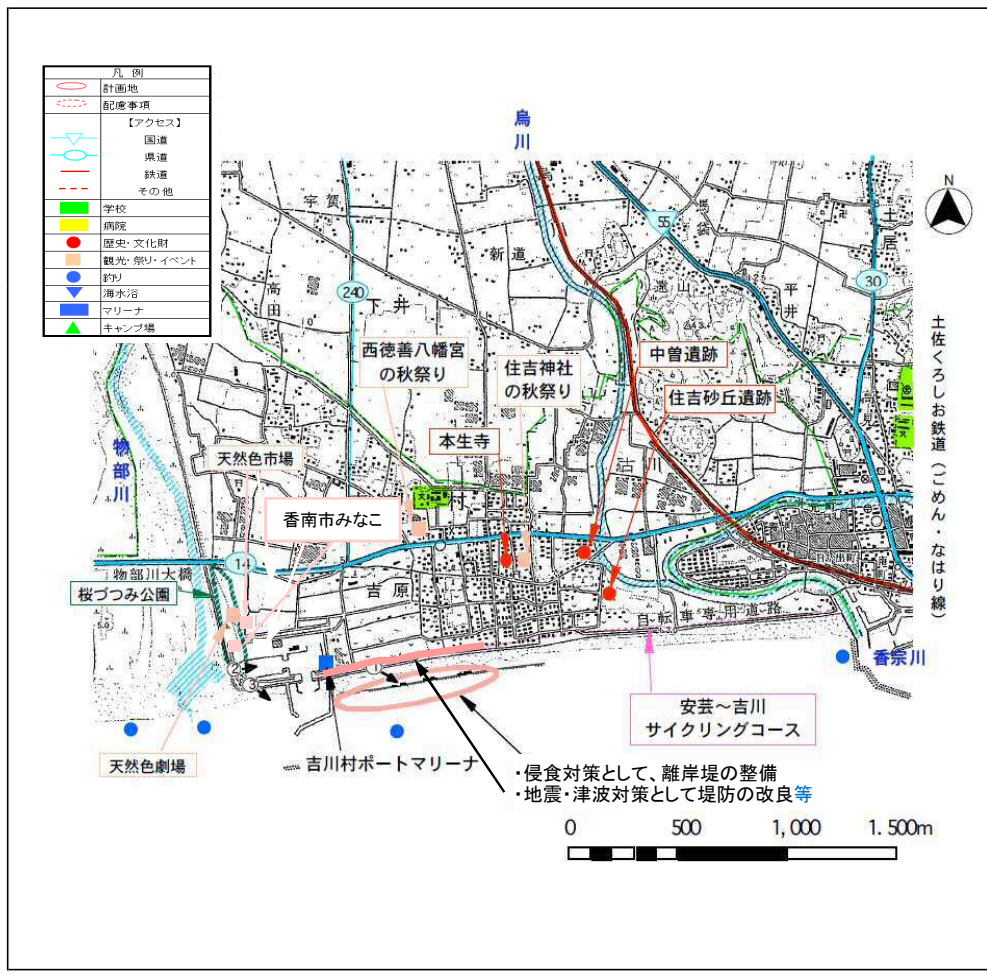 凡 例
計画地
配慮事項
【アクセス】
国道
県道
鉄道
その他
学校
病院
歴史・文化財
観光・祭り・イベント
釣り
海水浴
マリーナ
キャンプ場
烏
川
N
宇賀
新道
55
土
居
30
高
田
240
下井
遠山
平
井
西徳善八幡宮
の秋祭り
住吉神社
の秋祭り
中曽遺跡
住吉砂丘遺跡
本生寺
土佐くろしお鉄道（ごめん・なはり線）
物
部
川
天然色市場
香南市みなこ
文
村
古川
14
物部川大橋
桜づつみ公園
吉原
自転車専用道路
香宗川
①
②
③
安芸～吉川
サイクリングコース
天然色劇場
吉川村ポートマリーナ
・侵食対策として、離岸堤の整備
・地震・津波対策として堤防の改良等
0 500 1,000 1.500m